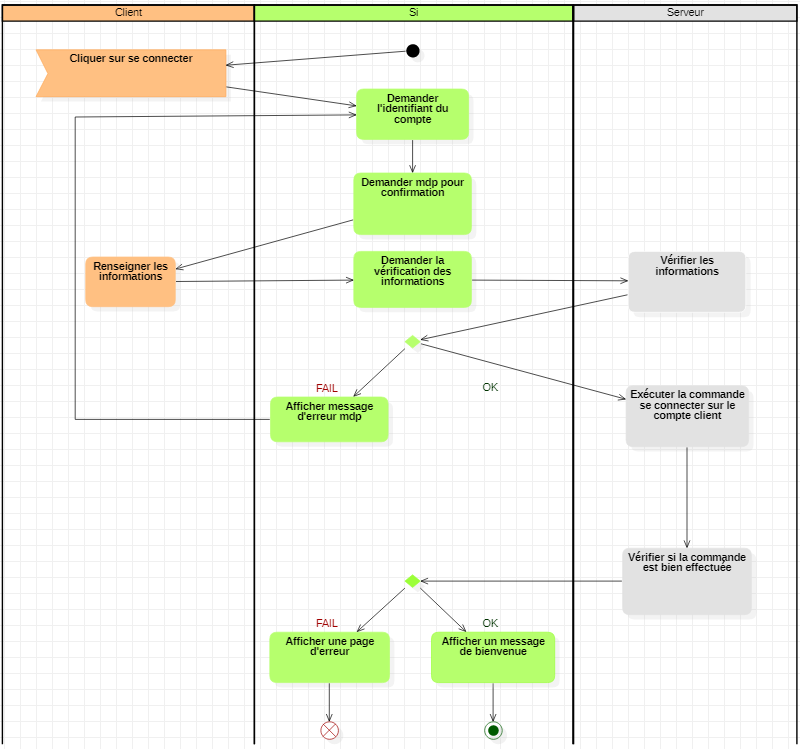 Client
Si
Serveur
Cliquer sur se connecter
Demander
l'identifiant du
compte
Demander mdp pour
confirmation
Renseigner les
informations
Demander la
vérification des
informations
Vérifier les
informations
FAIL
OK
Afficher message
d'erreur mdp
Exécuter la commande
se connecter sur le
compte client
Vérifier si la commande
est bien effectuée
FAIL
OK
Afficher une page
d'erreur
Afficher un message
de bienvenue